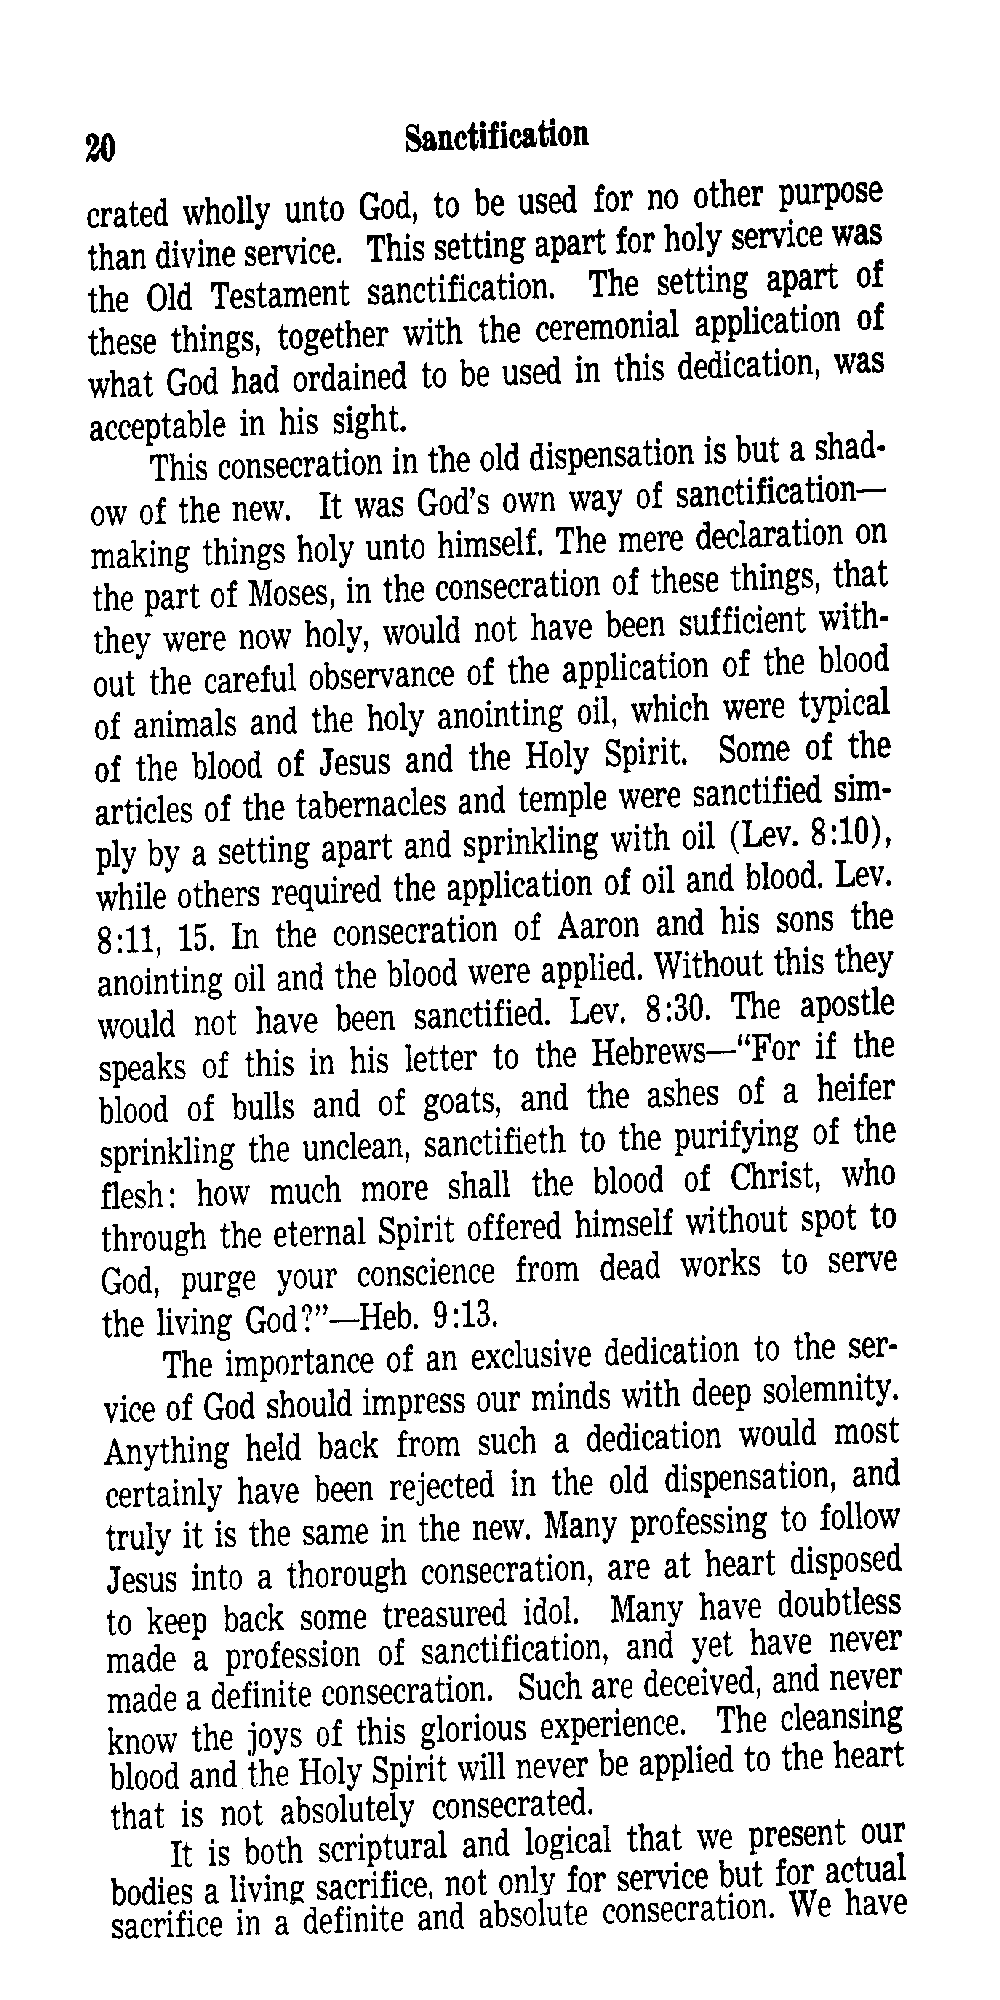 20 Sanctification
crated wholly unto God, to be used for no other purpose
than divine service. This setting apart for holy service was
the Old Testament sanctification. The setting apart of
these things, together with the ceremonial application of
what God had ordained to be used in this dedication, was
acceptable in his sight.
This consecration in the old dispensation is but a shad-
ow of the new. It was God's own way of sanctification—
making things holy unto himself. The mere declaration on
the part of Moses, in the consecration of these things, that
they were now holy, would not have been sufficient with-
out the careful observance of the application of the blood
of animals and the holy anointing oil, which were typical
of the blood of Jesus and the Holy Spirit. Some of the
articles of the tabernacles and temple were sanctified sim-
ply by a setting apart and sprinkling with oil (Lev. 8:10),
while others required the application of oil and blood. Lev.
8:11, 15. In the consecration of Aaron and his sons the
anointing oil and the blood were applied. Without this they
would not have been sanctified. Lev. 8:30. The apostle
speaks of this in his letter to the Hebrews—“For if the
blood of bulls and of goats, and the ashes of a heifer
sprinkling the unclean, sanctifieth to the purifying of the
flesh: how much more shall the blood of Christ, who
through the eternal Spirit offered himself without spot to
God, purge your conscience from dead works to serve
the living God?”—Heb. 9:13.
The importance of an exclusive dedication to the ser-
vice of God should impress our minds with deep solemnity.
Anything held back from such a dedication would most
certainly have been rejected in the old dispensation, and
truly it is the same in the new. Many professing to follow
Jesus into a thorough consecration, are at heart disposed
to keep back some treasured idol. Many have doubtless
made a profession of sanctification, and yet have never
made a definite consecration. Such are deceived, and never
know the joys of this glorious experience. The cleansing
blood and the Holy Spirit will never be applied to the heart
that is not absolutely consecrated.
It is both scriptural and logical that we present our
bodies a living sacrifice, not only for service but for actual
sacrifice in a definite and absolute consecration. We have